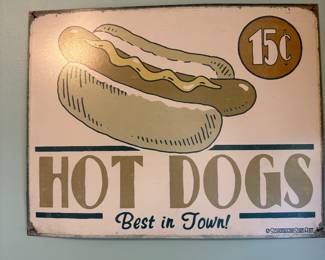 15¢
HOT DOGS
Best in Town!